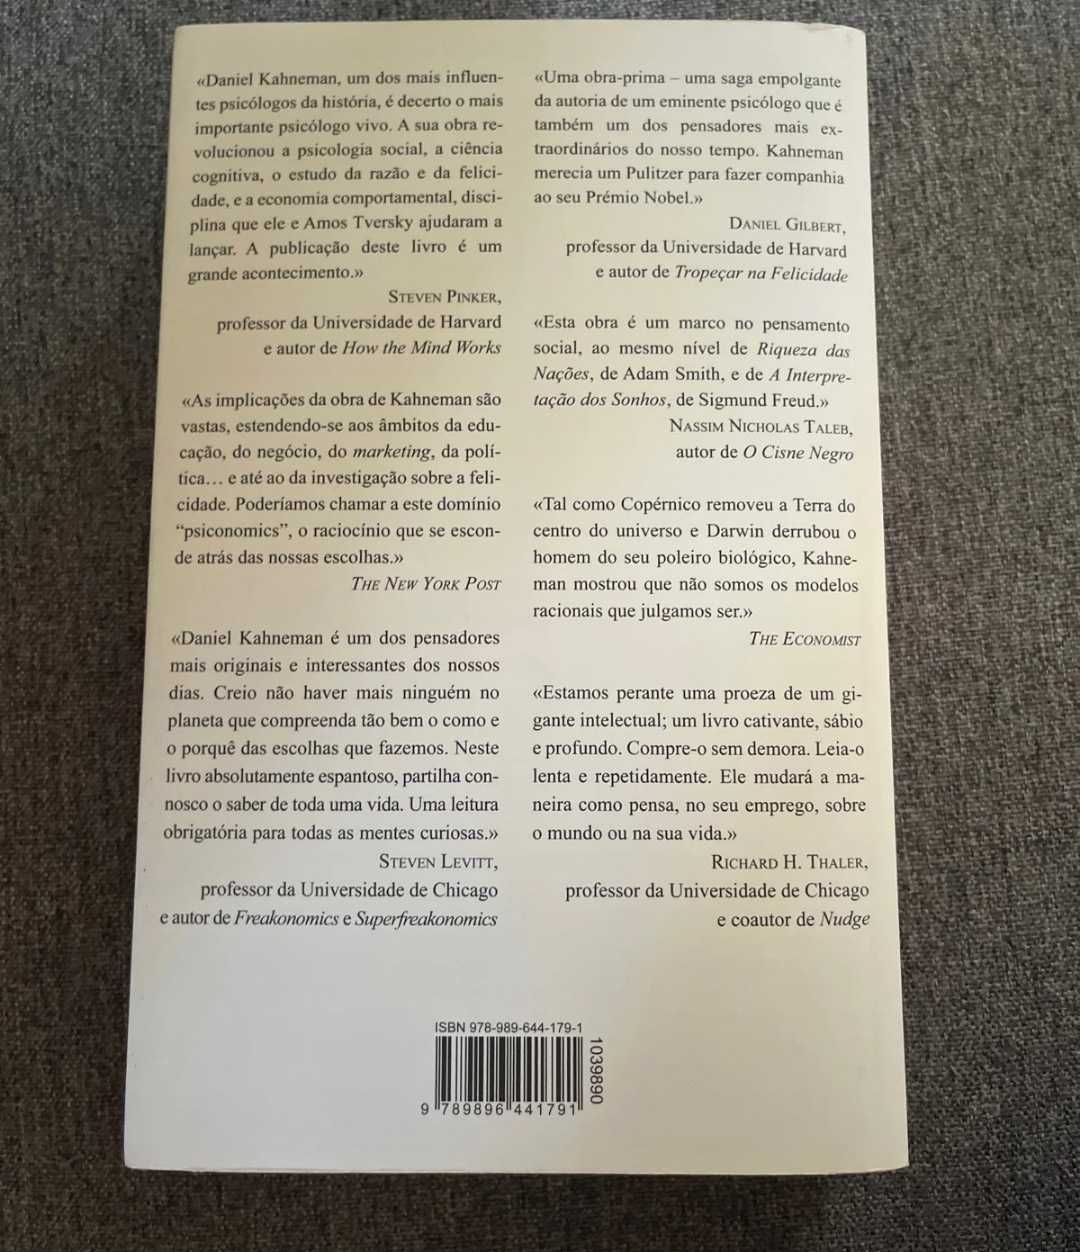 «Daniel Kahneman, um dos mais influen-
tes psicólogos da história, é decerto o mais
importante psicólogo vivo. A sua obra re-
volucionou a psicologia social, a ciência
cognitiva, o estudo da razão e da felici-
dade, e a economia comportamental, disci-
plina que ele e Amos Tversky ajudaram a
lançar. A publicação deste livro é um
grande acontecimento.»
STEVEN PINKER,
professor da Universidade de Harvard
e autor de How the Mind Works
«As implicações da obra de Kahneman são
vastas, estendendo-se aos âmbitos da edu-
cação, do negócio, do marketing, da polí-
tica… e até ao da investigação sobre a feli-
cidade. Poderíamos chamar a este domínio
“psiconomics”, o raciocínio que se escon-
de atrás das nossas escolhas.»
THE NEW YORK POST
«Daniel Kahneman é um dos pensadores
mais originais e interessantes dos nossos
dias. Creio não haver mais ninguém no
planeta que compreenda tão bem o como e
o porquê das escolhas que fazemos. Neste
livro absolutamente espantoso, partilha con-
nosco o saber de toda uma vida. Uma leitura
obrigatória para todas as mentes curiosas.»
STEVEN LEVITT,
professor da Universidade de Chicago
e autor de Freakonomics e Superfreakonomics
«Uma obra-prima – uma saga empolgante
da autoria de um eminente psicólogo que é
também um dos pensadores mais ex-
traordinários do nosso tempo. Kahneman
merecia um Pulitzer para fazer companhia
ao seu Prémio Nobel.»
DANIEL GILBERT,
professor da Universidade de Harvard
e autor de Tropeçar na Felicidade
«Esta obra é um marco no pensamento
social, ao mesmo nível de Riqueza das
Nações, de Adam Smith, e de A Interpre-
tação dos Sonhos, de Sigmund Freud.»
NASSIM NICHOLAS TALEB,
autor de O Cisne Negro
«Tal como Copérnico removeu a Terra do
centro do universo e Darwin derrubou o
homem do seu poleiro biológico, Kahne-
man mostrou que não somos os modelos
racionais que julgamos ser.»
THE ECONOMIST
«Estamos perante uma proeza de um gi-
gante intelectual; um livro cativante, sábio
e profundo. Compre-o sem demora. Leia-o
lenta e repetidamente. Ele mudará a ma-
neira como pensa, no seu emprego, sobre
o mundo ou na sua vida.»
RICHARD H. THALER,
professor da Universidade de Chicago
e coautor de Nudge
ISBN 978-989-644-179-1
9 789896 441791
1039890